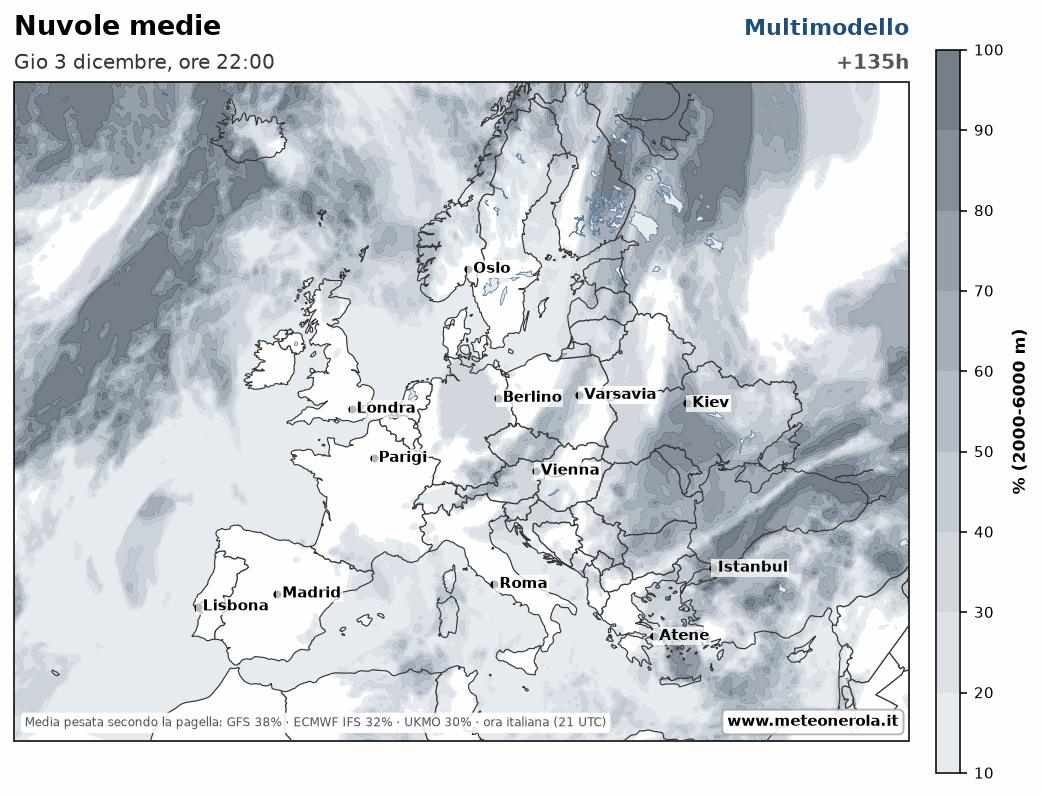 Nuvole medie
Multimodello
Gio 3 dicembre, ore 22:00
+135h
100
90
80
70
60
50
40
30
20
10
% (2000-6000 m)
Oslo
Berlino
Varsavia
Kiev
Londra
Parigi
Vienna
Istanbul
Roma
Madrid
Lisbona
Atene
Media pesata secondo la pagella: GFS 38% · ECMWF IFS 32% · UKMO 30% · ora italiana (21 UTC)
www.meteonerola.it